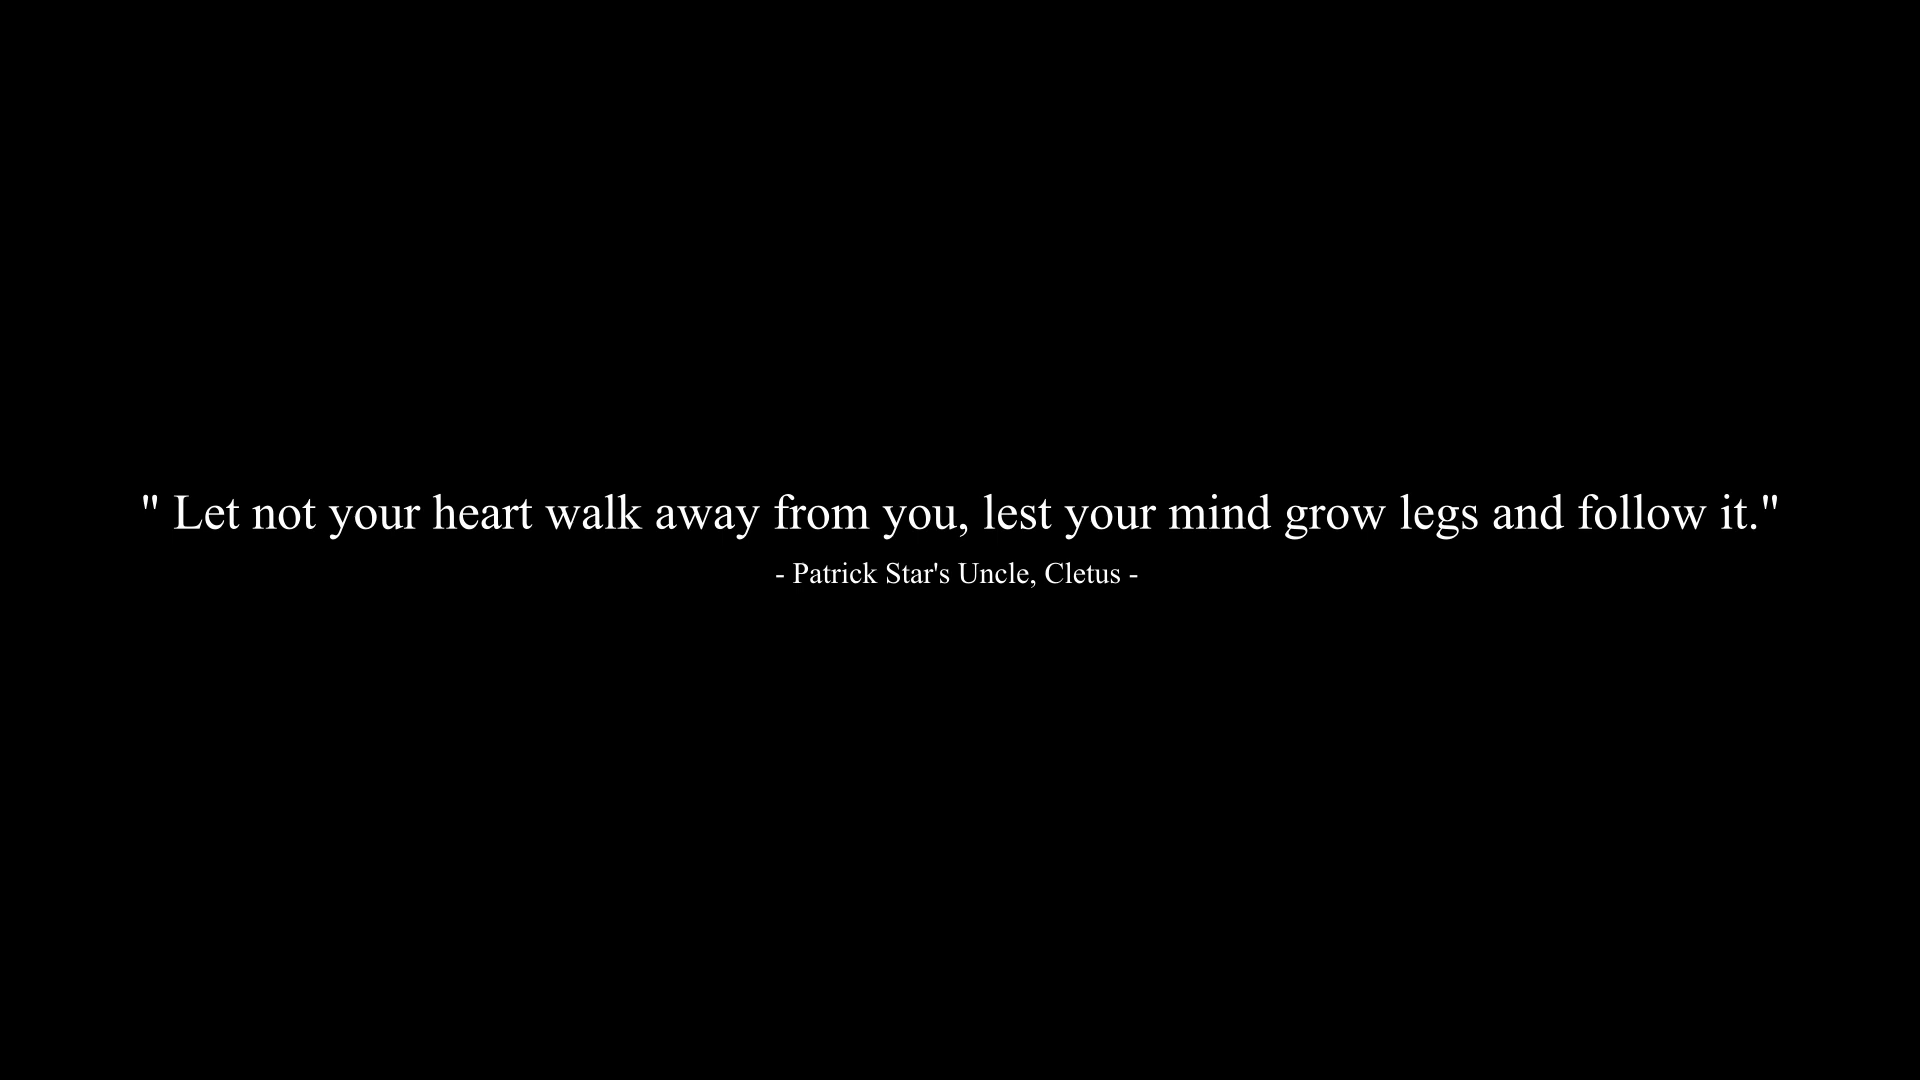 " Let not your heart walk away from you, lest your mind grow legs and follow it."
- Patrick Star's Uncle, Cletus -